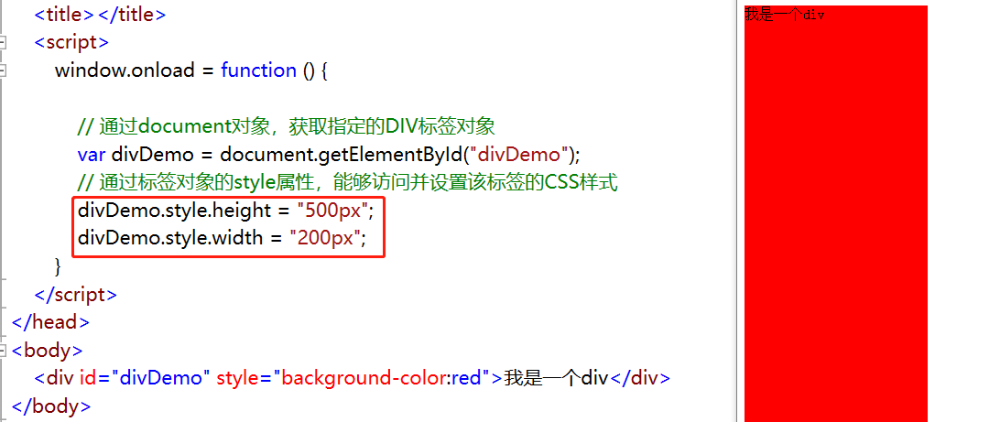 <title></title>
<script>
window.onload = function () {
// 通过document对象，获取指定的DIV标签对象
var divDemo = document.getElementById("divDemo");
// 通过标签对象的style属性，能够访问并设置该标签的CSS样式
divDemo.style.height = "500px";
divDemo.style.width = "200px";
}
</script>
</head>
<body>
<div id="divDemo" style="background-color:red">我是一个div</div>
</body>
我是一个div